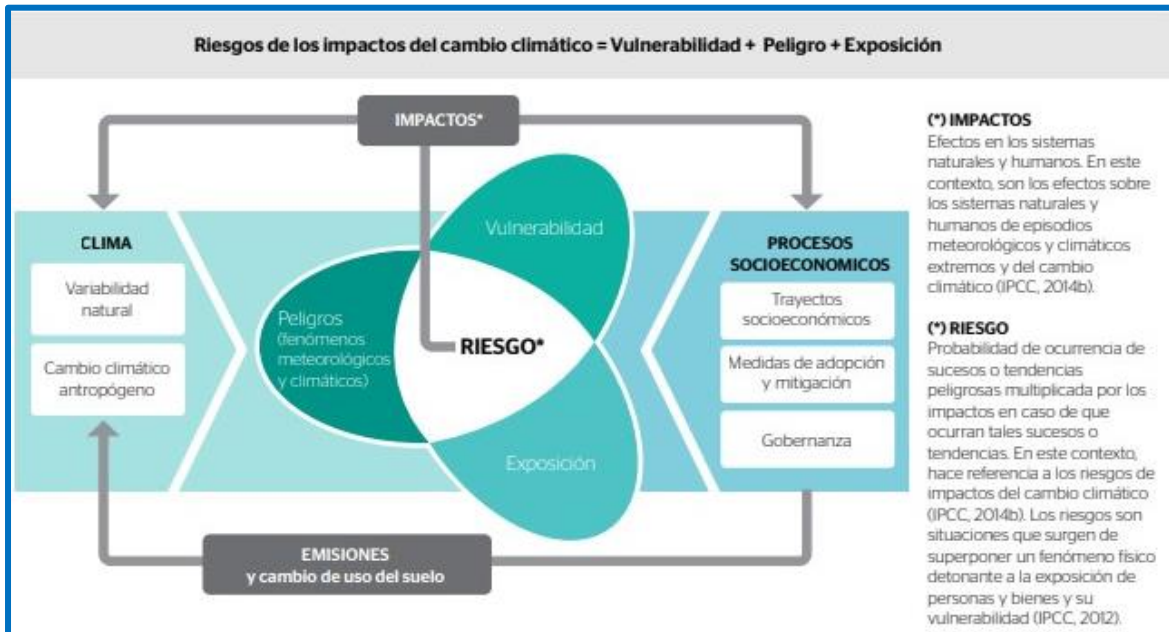 Riesgos de los impactos del cambio climático = Vulnerabilidad + Peligro + Exposición
IMPACTOS*
CLIMA
Variabilidad
natural
Cambio climático
antropógeno
Peligros
(fenómenos
meteorológicos
y climáticos)
Vulnerabilidad
RIESGO*
Exposición
PROCESOS
SOCIOECONOMICOS
Trayectos
socioeconómicos
Medidas de adopción
y mitigación
Gobernanza
EMISIONES
y cambio de uso del suelo
(*) IMPACTOS
Efectos en los sistemas
naturales y humanos. En este
contexto, son los efectos sobre
los sistemas naturales y
humanos de episodios
meteorológicos y climáticos
extremos y del cambio
climático (IPCC, 2014b).
(*) RIESGO
Probabilidad de ocurrencia de
sucesos o tendencias
peligrosas multiplicada por los
impactos en caso de que
ocurran tales sucesos o
tendencias. En este contexto,
hace referencia a los riesgos de
impactos del cambio climático
(IPCC, 2014b). Los riesgos son
situaciones que surgen de
superponer un fenómeno físico
detonante a la exposición de
personas y bienes y su
vulnerabilidad (IPCC, 2012).